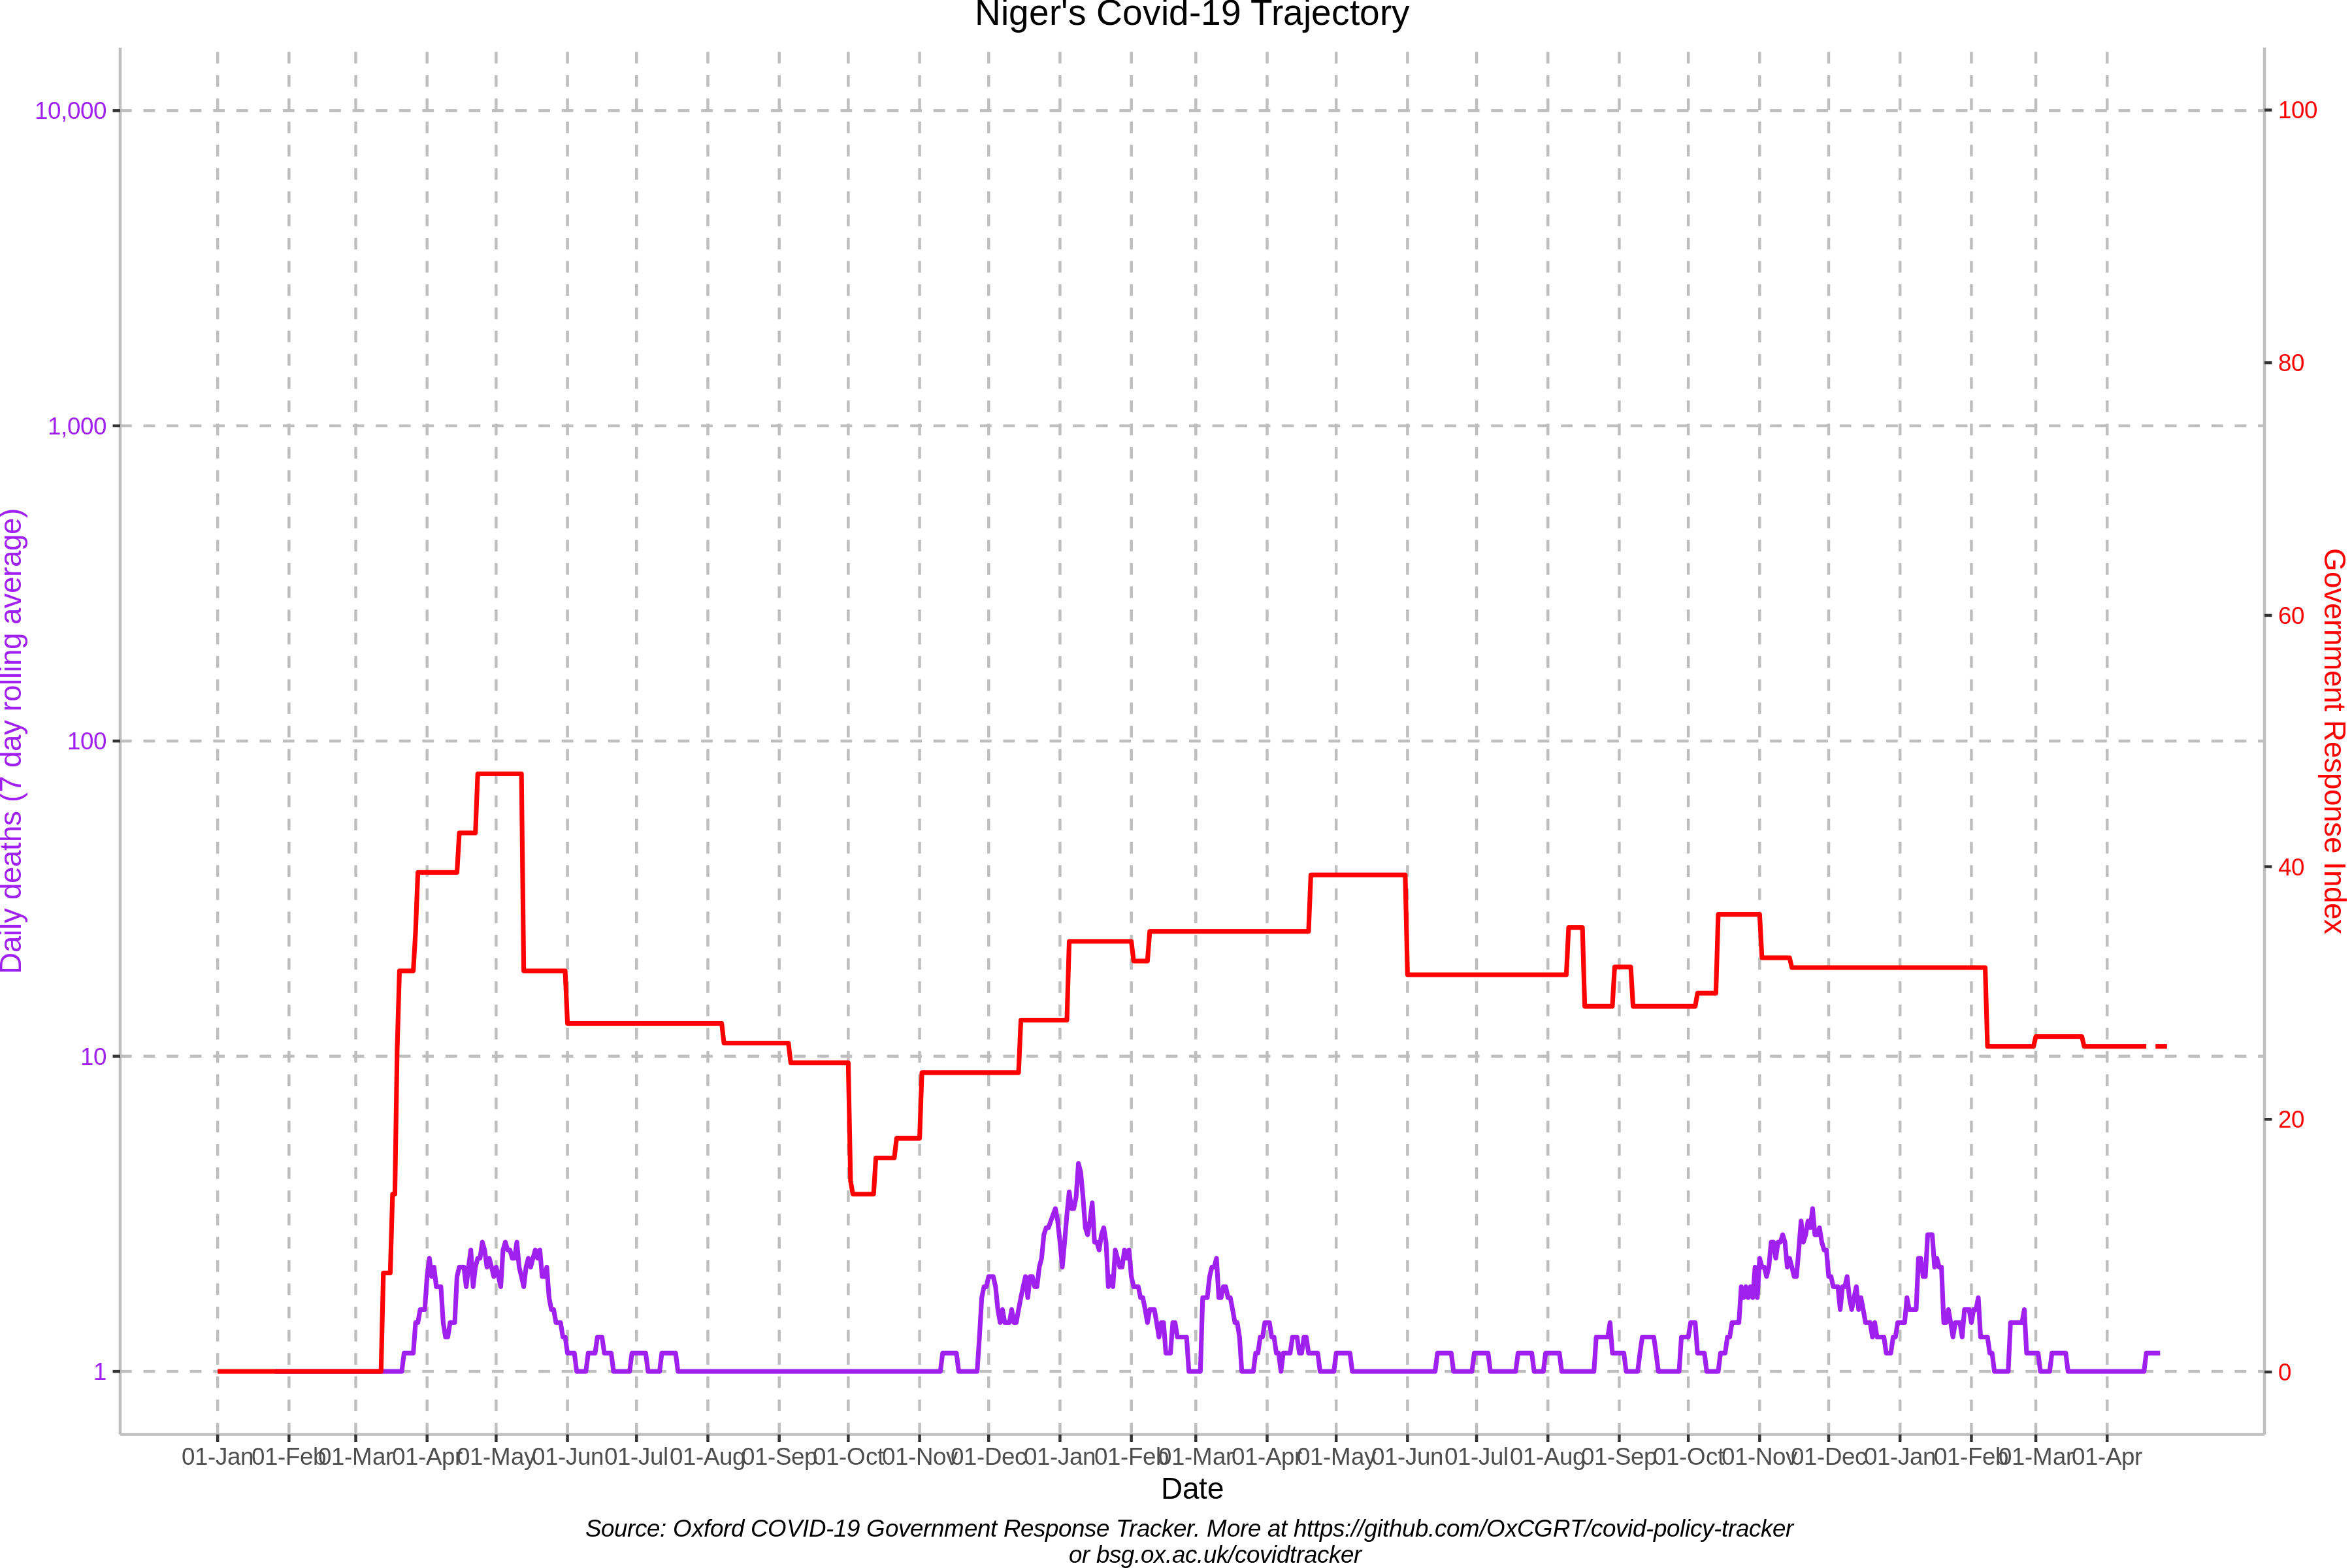 Niger's Covid-19 Trajectory
10,000
1,000
100
10
1
Daily deaths (7 day rolling average)
100
80
60
40
20
0
Government Response Index
01-Jan 01-Feb 01-Mar 01-Apr 01-May 01-Jun 01-Jul 01-Aug 01-Sep 01-Oct 01-Nov 01-Dec 01-Jan 01-Feb 01-Mar 01-Apr 01-May 01-Jun 01-Jul 01-Aug 01-Sep 01-Oct 01-Nov 01-Dec 01-Jan 01-Feb 01-Mar 01-Apr
Date
Source: Oxford COVID-19 Government Response Tracker. More at https://github.com/OxCGRT/covid-policy-tracker
or bsg.ox.ac.uk/covidtracker